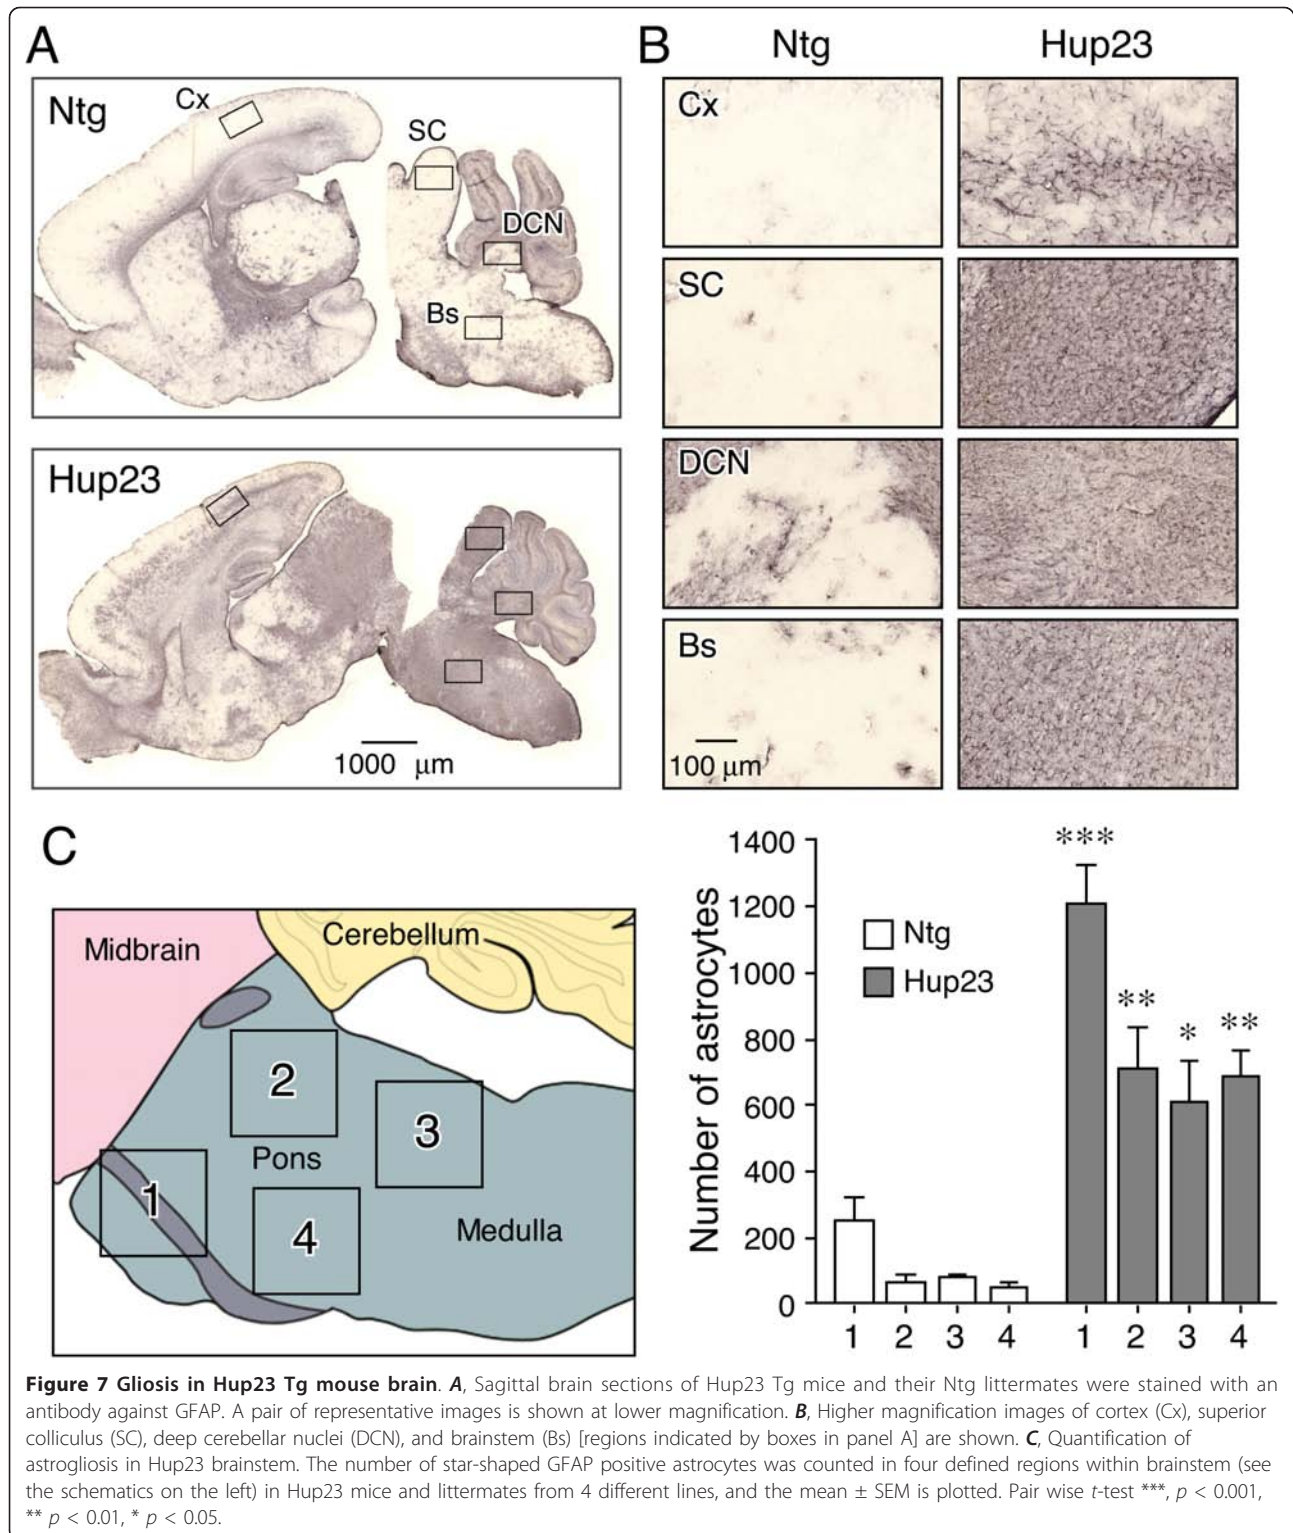 A
Ntg
Cx
SC
DCN
Bs
Hup23
1000 μm
B
Ntg
Hup23
Cx
SC
DCN
Bs
100 μm
C
Midbrain
Cerebellum
2
3
Pons
1
4
Medulla
Number of astrocytes
1400
1200
1000
800
600
400
200
0
Ntg
Hup23
***
**
*
**
1 2 3 4 1 2 3 4
Figure 7 Gliosis in Hup23 Tg mouse brain. A, Sagittal brain sections of Hup23 Tg mice and their Ntg littermates were stained with an
antibody against GFAP. A pair of representative images is shown at lower magnification. B, Higher magnification images of cortex (Cx), superior
colliculus (SC), deep cerebellar nuclei (DCN), and brainstem (Bs) [regions indicated by boxes in panel A] are shown. C, Quantification of
astrogliosis in Hup23 brainstem. The number of star-shaped GFAP positive astrocytes was counted in four defined regions within brainstem (see
the schematics on the left) in Hup23 mice and littermates from 4 different lines, and the mean ± SEM is plotted. Pair wise t-test ***, p < 0.001,
** p < 0.01, * p < 0.05.